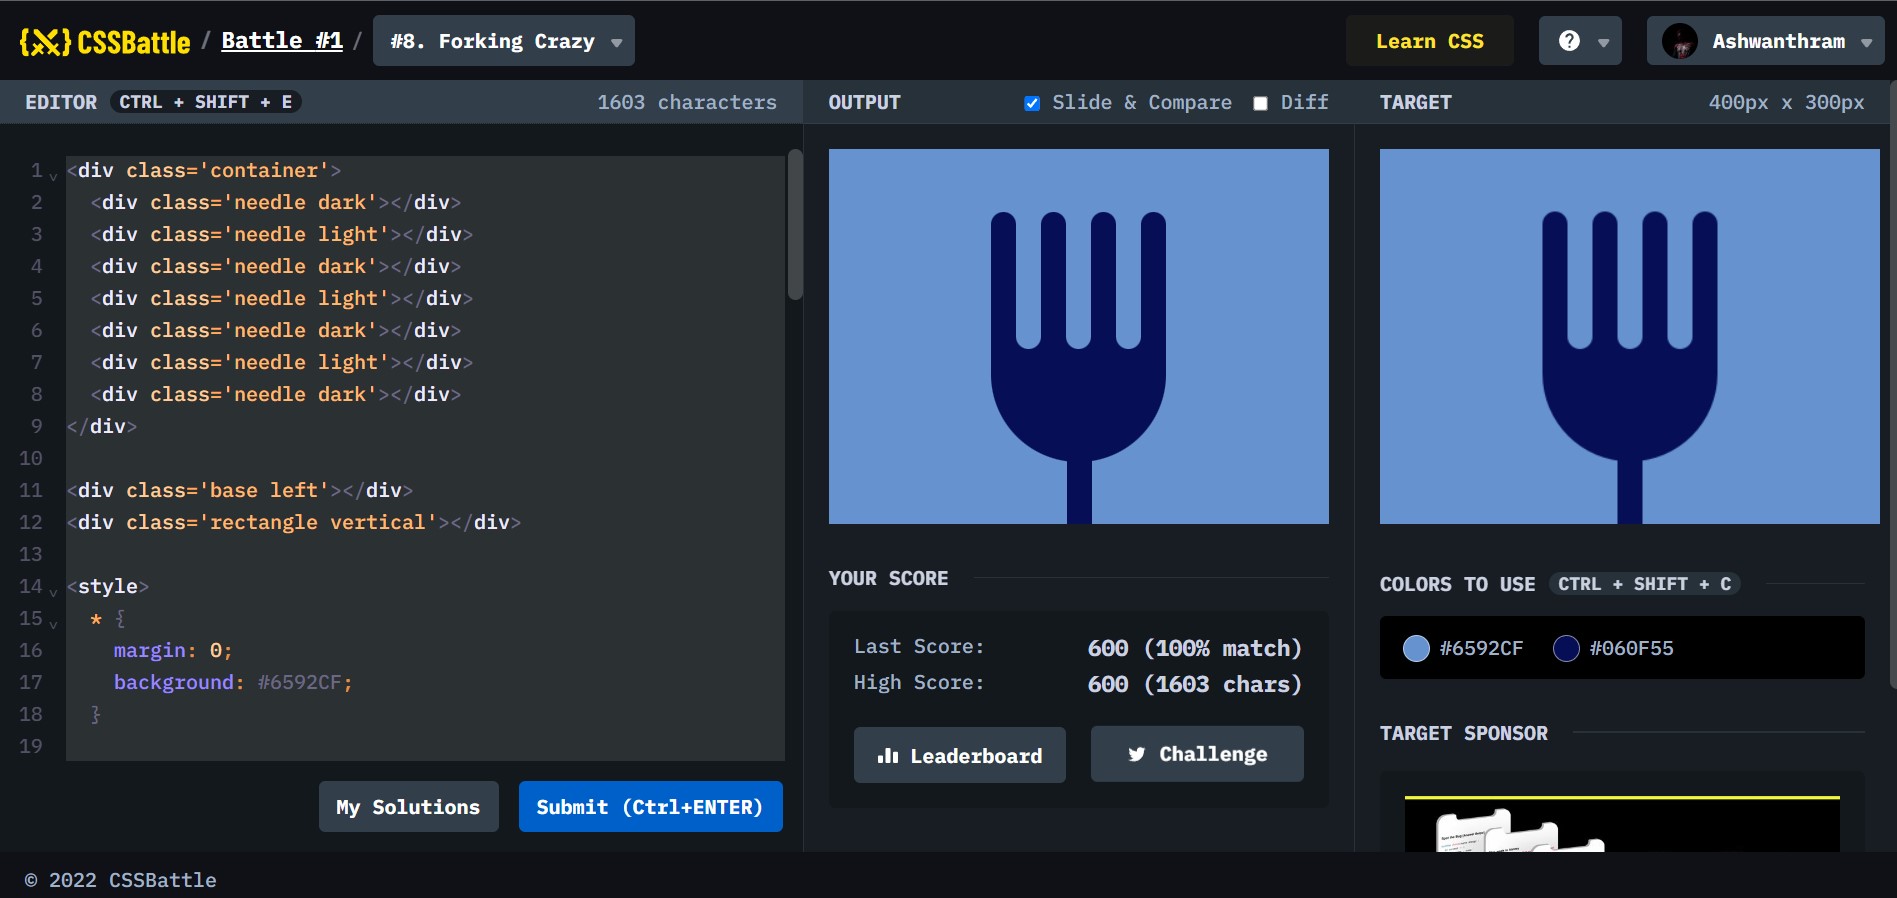 {X} CSSBattle / Battle #1 / #8. Forking Crazy
Learn CSS
?
Ashwanthram
EDITOR CTRL + SHIFT + E 1603 characters
1 <div class='container'>
2 <div class='needle dark'></div>
3 <div class='needle light'></div>
4 <div class='needle dark'></div>
5 <div class='needle light'></div>
6 <div class='needle dark'></div>
7 <div class='needle light'></div>
8 <div class='needle dark'></div>
9 </div>
10
11 <div class='base left'></div>
12 <div class='rectangle vertical'></div>
13
14 <style>
15 * {
16 margin: 0;
17 background: #6592CF;
18 }
19
My Solutions
Submit (Ctrl+ENTER)
OUTPUT Slide & Compare Diff
YOUR SCORE
Last Score: 600 (100% match)
High Score: 600 (1603 chars)
Leaderboard
Challenge
TARGET 400px x 300px
COLORS TO USE CTRL + SHIFT + C
#6592CF #060F55
TARGET SPONSOR
© 2022 CSSBattle